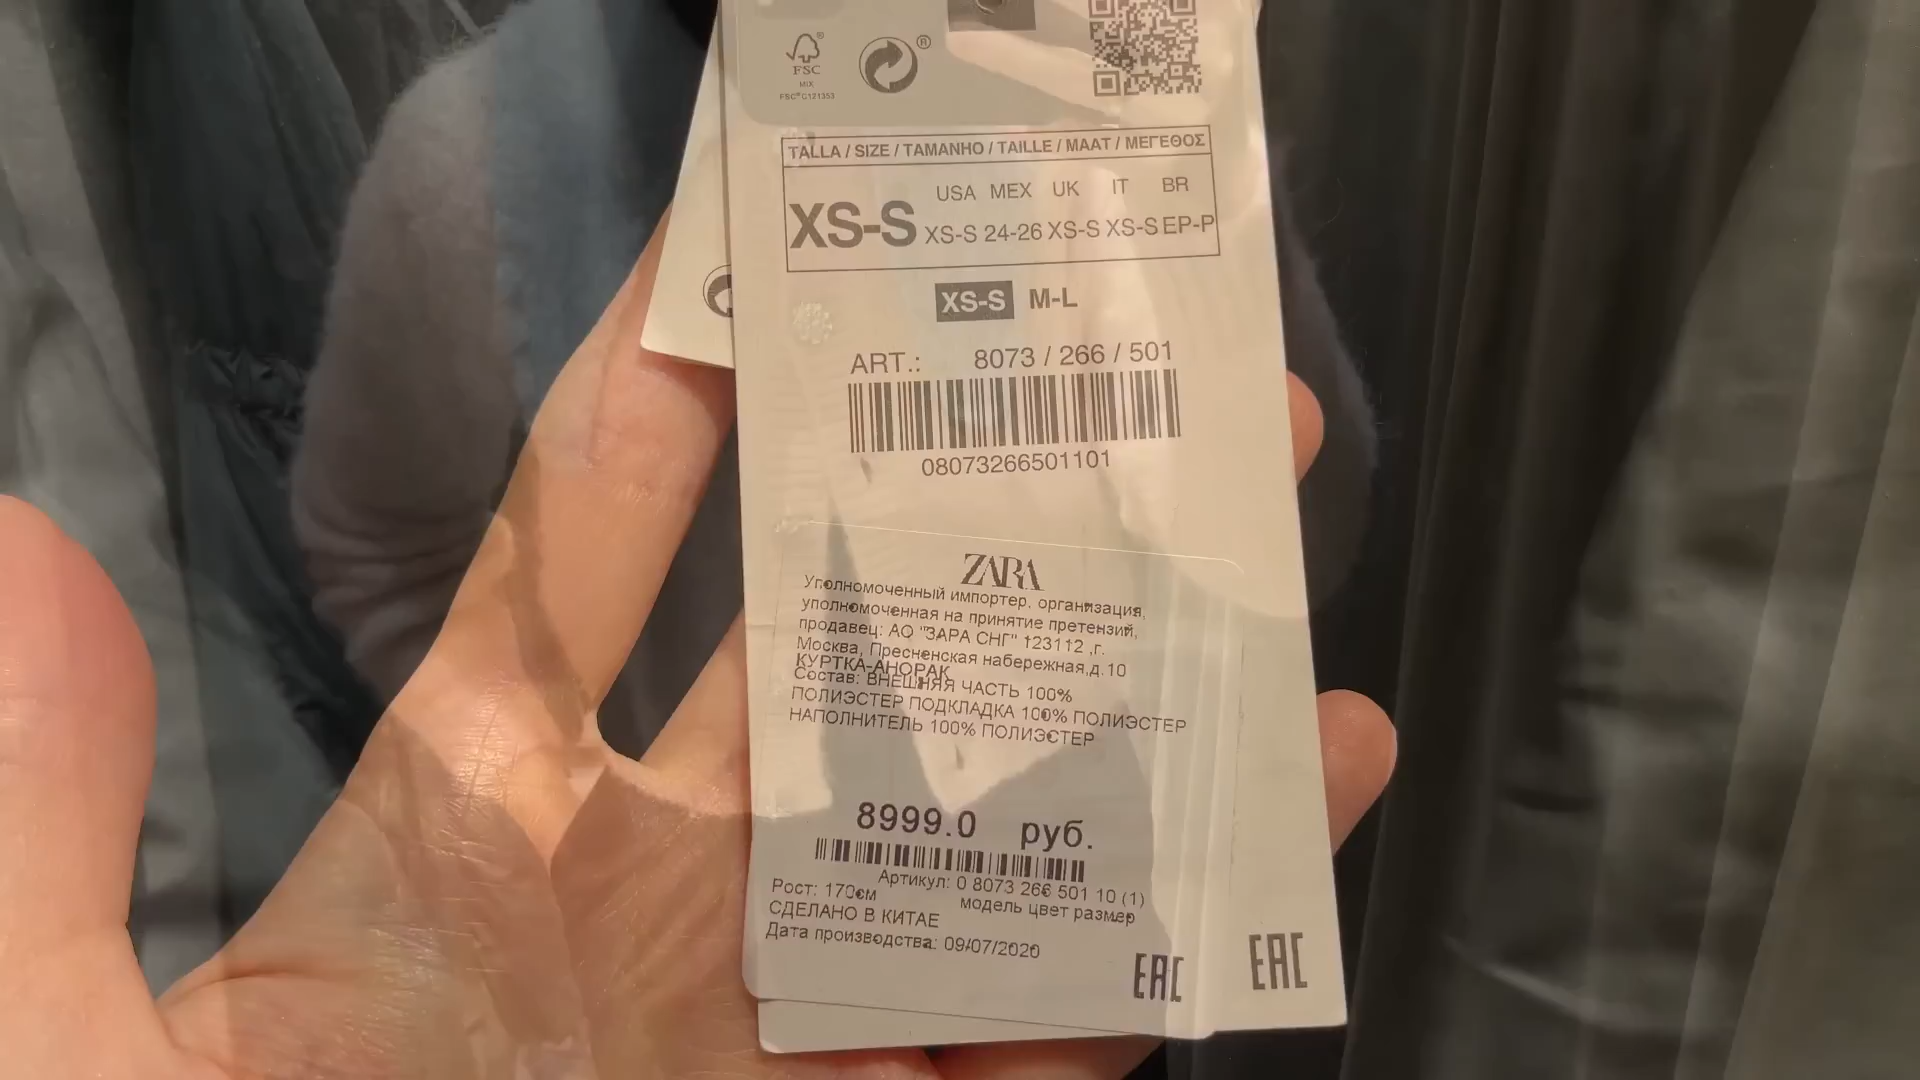 FSC
MIX
FSC® C121353
TALLA / SIZE / TAMANHO / TAILLE / MAAT / ΜΕΓΕΘΟΣ
USA MEX UK IT BR
XS-S XS-S 24-26 XS-S XS-S EP-P
XS-S M-L
ART.: 8073 / 266 / 501
08073266501101
ZARA
Уполномоченный импортер, организация,
уполномоченная на принятие претензий,
продавец: АО "ЗАРА СНГ" 123112 ,г.
Москва, Пресненская набережная,д.10
КУРТКА-АНОРАК
Состав: ВНЕШНЯЯ ЧАСТЬ 100%
ПОЛИЭСТЕР ПОДКЛАДКА 100% ПОЛИЭСТЕР
НАПОЛНИТЕЛЬ 100% ПОЛИЭСТЕР
8999.0 руб.
Артикул: 0 8073 266 501 10 (1)
модель цвет размер
Рост: 170см
СДЕЛАНО В КИТАЕ
Дата производства: 09/07/2020
EAC
EAC